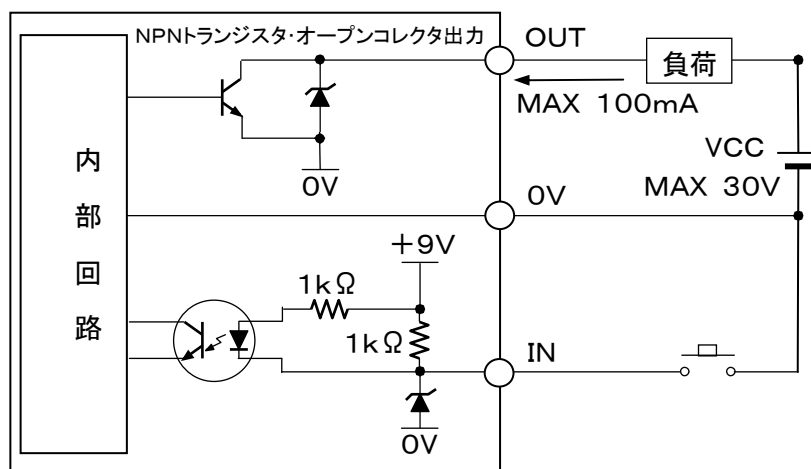 NPNトランジスタ・オープンコレクタ出力
OUT
負荷
MAX 100mA
VCC
MAX 30V
0V
0V
内部回路
+9V
1kΩ
1kΩ
IN
0V